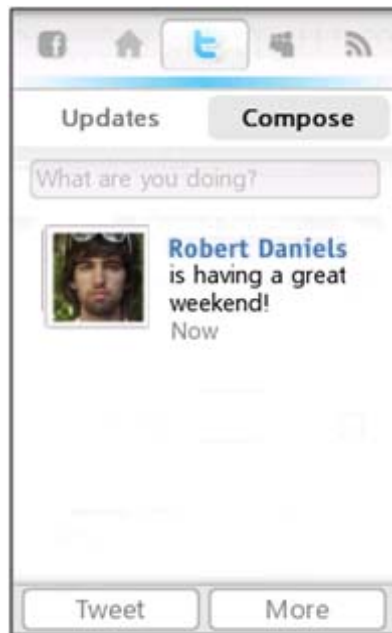 Updates Compose
What are you doing?
Robert Daniels
is having a great
weekend!
Now
Tweet More